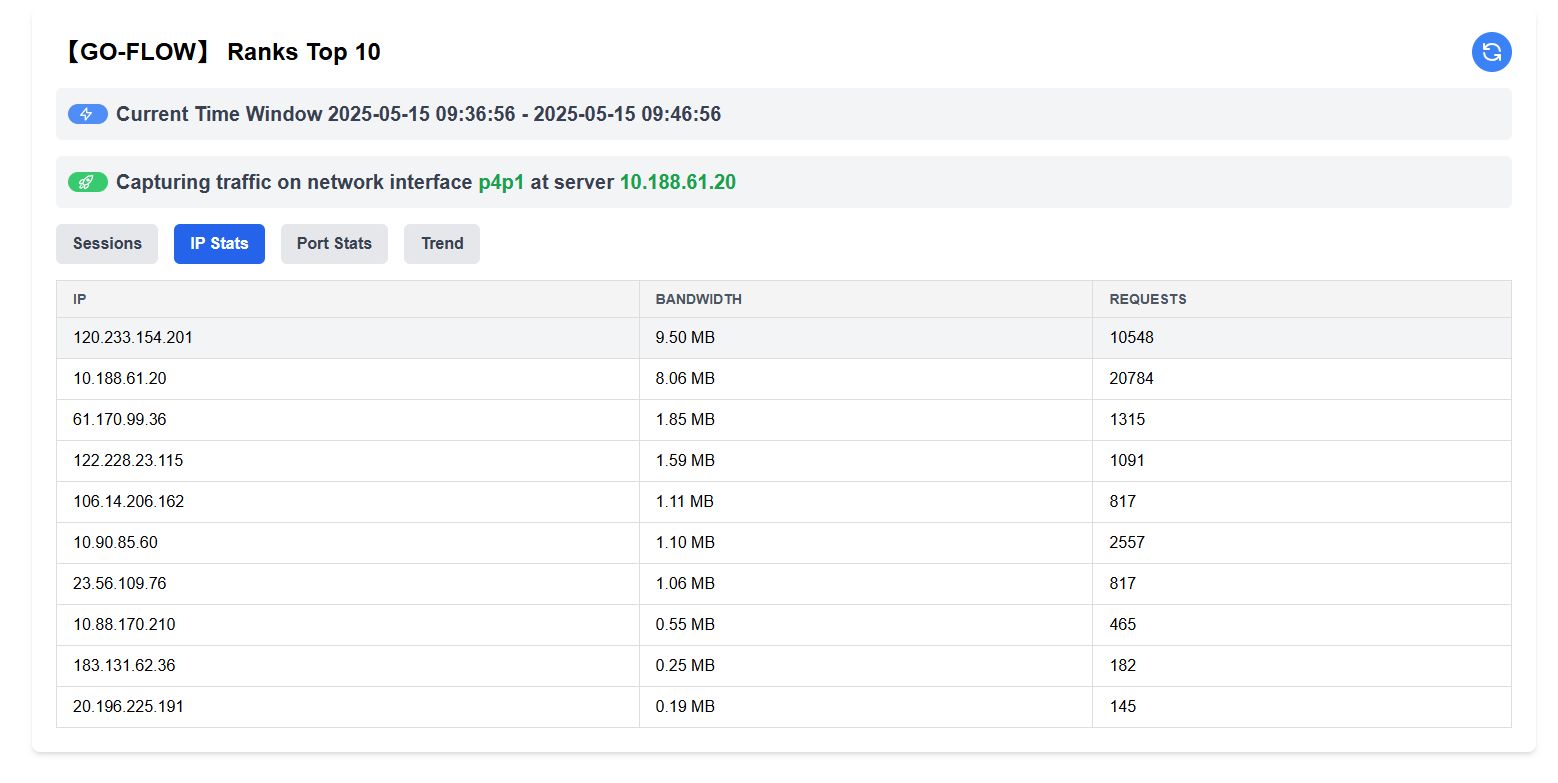 【GO-FLOW】 Ranks Top 10
Current Time Window 2025-05-15 09:36:56 - 2025-05-15 09:46:56
Capturing traffic on network interface p4p1 at server 10.188.61.20
Sessions IP Stats Port Stats Trend
IP BANDWIDTH REQUESTS
120.233.154.201 9.50 MB 10548
10.188.61.20 8.06 MB 20784
61.170.99.36 1.85 MB 1315
122.228.23.115 1.59 MB 1091
106.14.206.162 1.11 MB 817
10.90.85.60 1.10 MB 2557
23.56.109.76 1.06 MB 817
10.88.170.210 0.55 MB 465
183.131.62.36 0.25 MB 182
20.196.225.191 0.19 MB 145